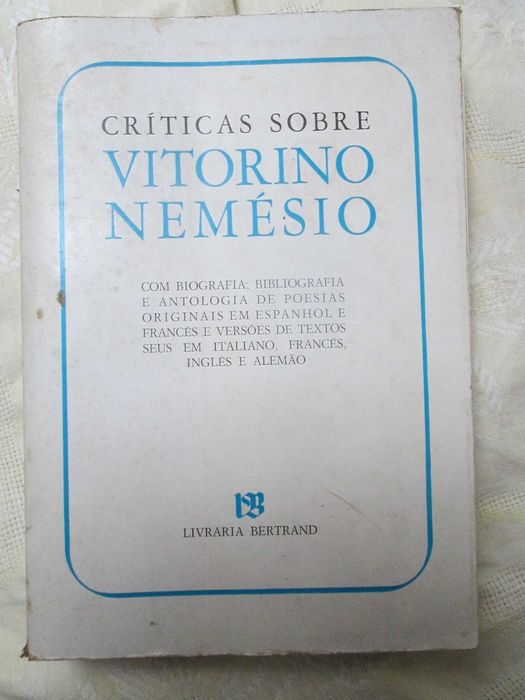 CRÍTICAS SOBRE
VITORINO
NEMÉSIO
COM BIOGRAFIA, BIBLIOGRAFIA
E ANTOLOGIA DE POESIAS
ORIGINAIS EM ESPANHOL E
FRANCÊS E VERSÕES DE TEXTOS
SEUS EM ITALIANO, FRANCÊS,
INGLÊS E ALEMÃO
LIVRARIA BERTRAND